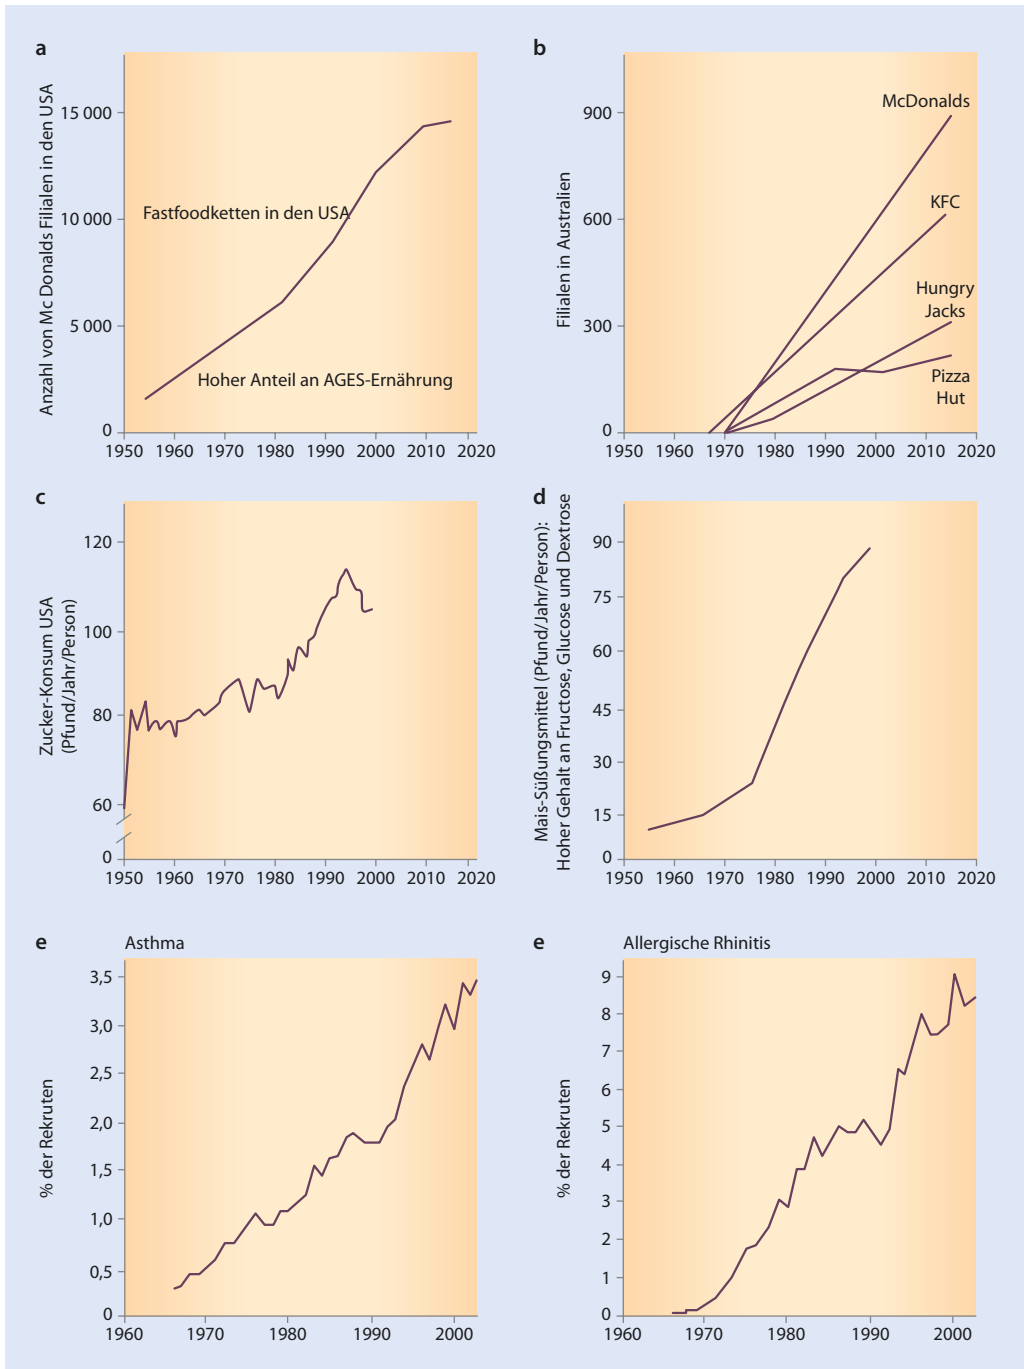 a
Anzahl von Mc Donalds Filialen in den USA
15 000
10 000
5 000
0
Fastfoodketten in den USA
Hoher Anteil an AGES-Ernährung
1950 1960 1970 1980 1990 2000 2010 2020
b
Filialen in Australien
900
600
300
0
McDonalds
KFC
Hungry
Jacks
Pizza
Hut
1950 1960 1970 1980 1990 2000 2010 2020
c
Zucker-Konsum USA
(Pfund/Jahr/Person)
120
100
80
60
0
1950 1960 1970 1980 1990 2000 2010 2020
d
Mais-Süßungsmittel (Pfund/Jahr/Person):
Hoher Gehalt an Fructose, Glucose und Dextrose
90
75
60
45
30
15
0
1950 1960 1970 1980 1990 2000 2010 2020
e
Asthma
% der Rekruten
3,5
3,0
2,5
2,0
1,5
1,0
0,5
0
1960 1970 1980 1990 2000
e
Allergische Rhinitis
% der Rekruten
9
8
7
6
5
4
3
2
1
0
1960 1970 1980 1990 2000